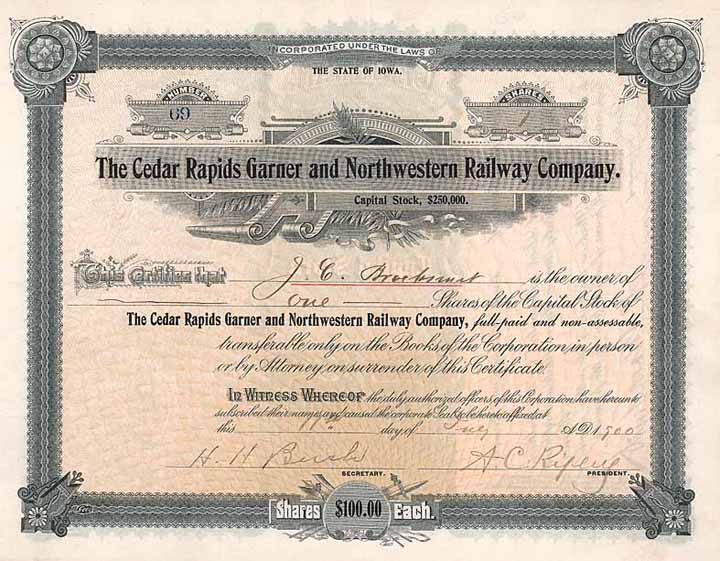 INCORPORATED UNDER THE LAWS OF
THE STATE OF IOWA.
NUMBER
69
SHARES
1
The Cedar Rapids Garner and Northwestern Railway Company.
Capital Stock, $250,000.
This Certifies that J. C. is the owner of
One Shares of the Capital Stock of
The Cedar Rapids Garner and Northwestern Railway Company, full-paid and non-assessable,
transferable only on the Books of the Corporation in person
or by Attorney on surrender of this Certificate.
IN WITNESS WHEREOF the duly authorized officers of this Corporation have hereunto
subscribed their names and caused the corporate Seal to be hereto affixed at
this day of July A.D. 1900
H. H. Bush
A. C. Ripley
SECRETARY.
PRESIDENT.
Shares $100.00 Each.